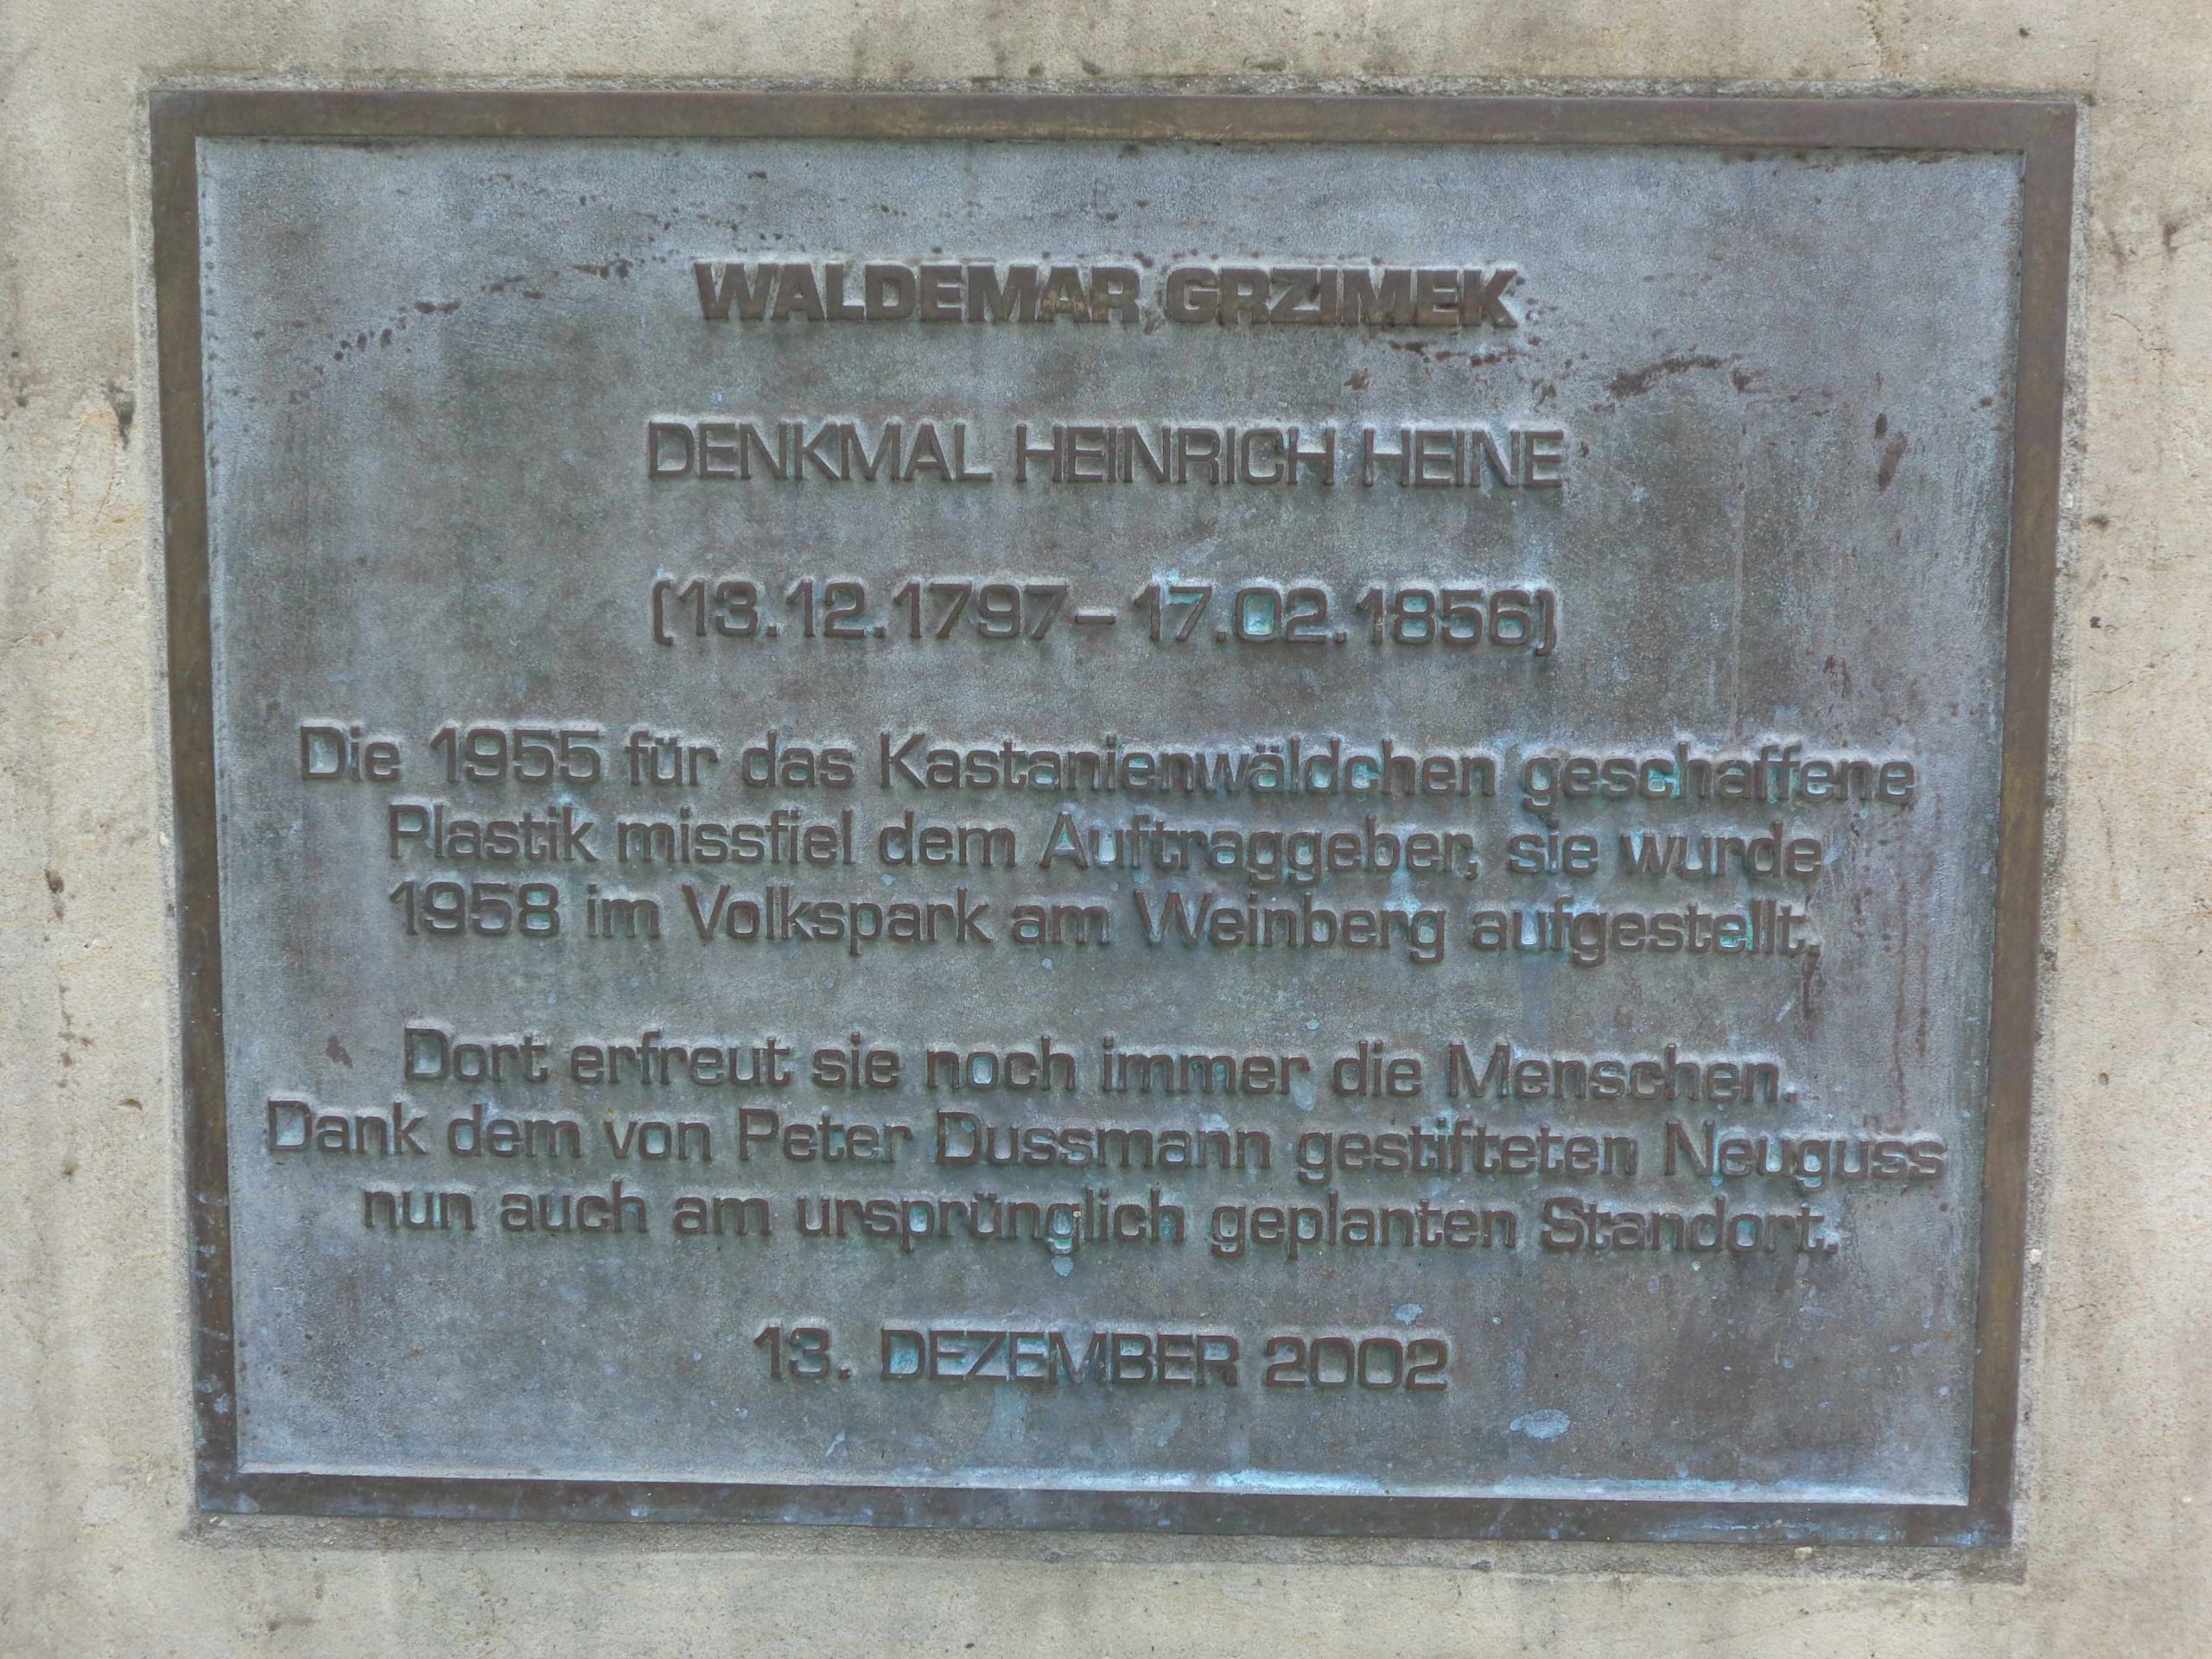 WALDEMAR GRZIMEK
DENKMAL HEINRICH HEINE
(13.12.1797 – 17.02.1856)
Die 1955 für das Kastanienwäldchen geschaffene
Plastik missfiel dem Auftraggeber, sie wurde
1958 im Volkspark am Weinberg aufgestellt.
Dort erfreut sie noch immer die Menschen.
Dank dem von Peter Dussmann gestifteten Neuguss
nun auch am ursprünglich geplanten Standort.
13. DEZEMBER 2002